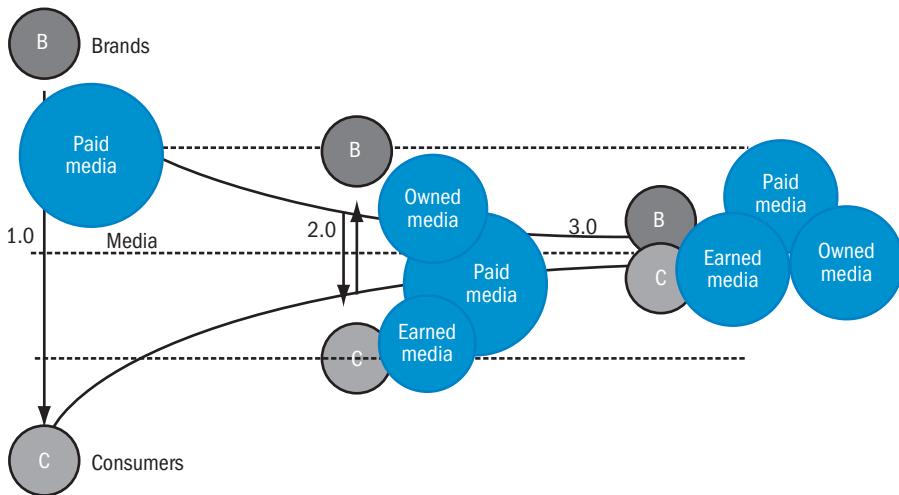 B
Brands
Paid
media
1.0
Media
B
2.0
Owned
media
Paid
media
Earned
media
C
3.0
B
C
Paid
media
Earned
media
Owned
media
C
Consumers